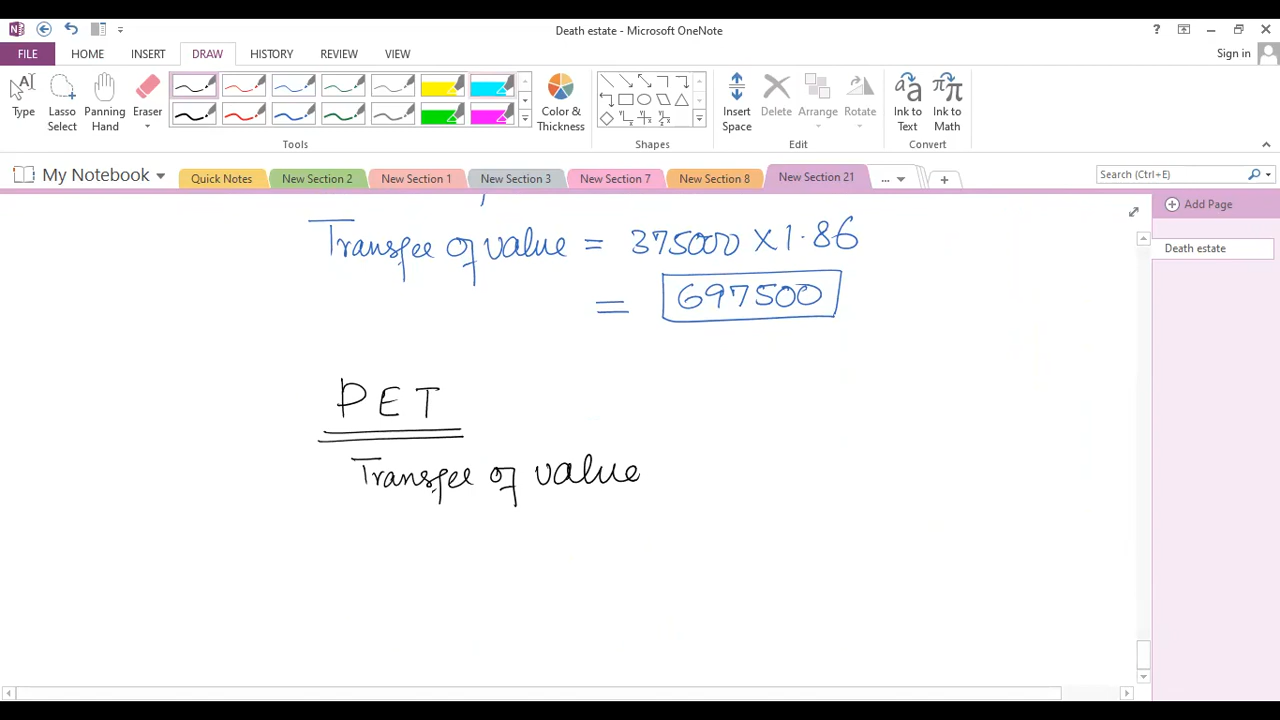 Death estate - Microsoft OneNote
FILE HOME INSERT DRAW HISTORY REVIEW VIEW
Sign in
Type
Lasso Select
Panning Hand
Eraser
Color & Thickness
Insert Space
Delete
Arrange
Rotate
Ink to Text
Ink to Math
Tools
Shapes
Edit
Convert
My Notebook
Quick Notes
New Section 2
New Section 1
New Section 3
New Section 7
New Section 8
New Section 21
...
Search (Ctrl+E)
Add Page
Death estate
Transfer of value = 375000 X 1.86
= 697500
PET
Transfer of value